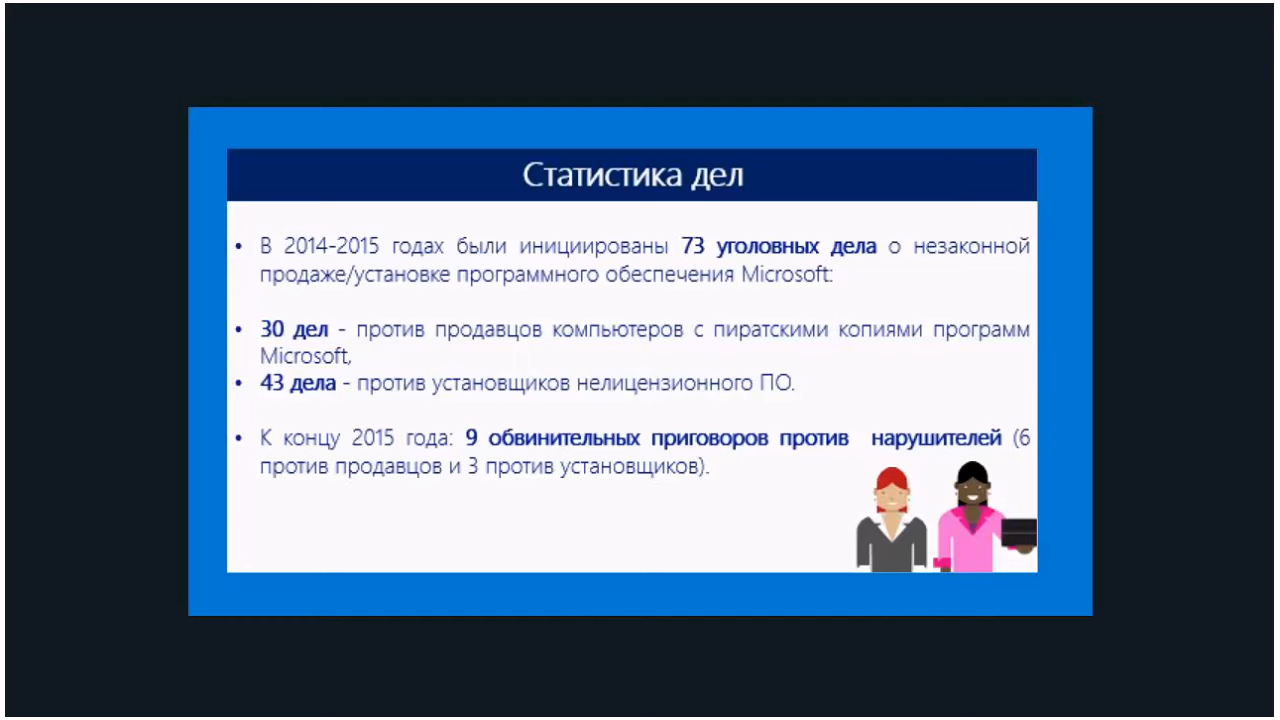 Статистика дел
• В 2014-2015 годах были инициированы 73 уголовных дела о незаконной
продаже/установке программного обеспечения Microsoft:
• 30 дел - против продавцов компьютеров с пиратскими копиями программ
Microsoft,
• 43 дела - против установщиков нелицензионного ПО.
• К концу 2015 года: 9 обвинительных приговоров против нарушителей (6
против продавцов и 3 против установщиков).